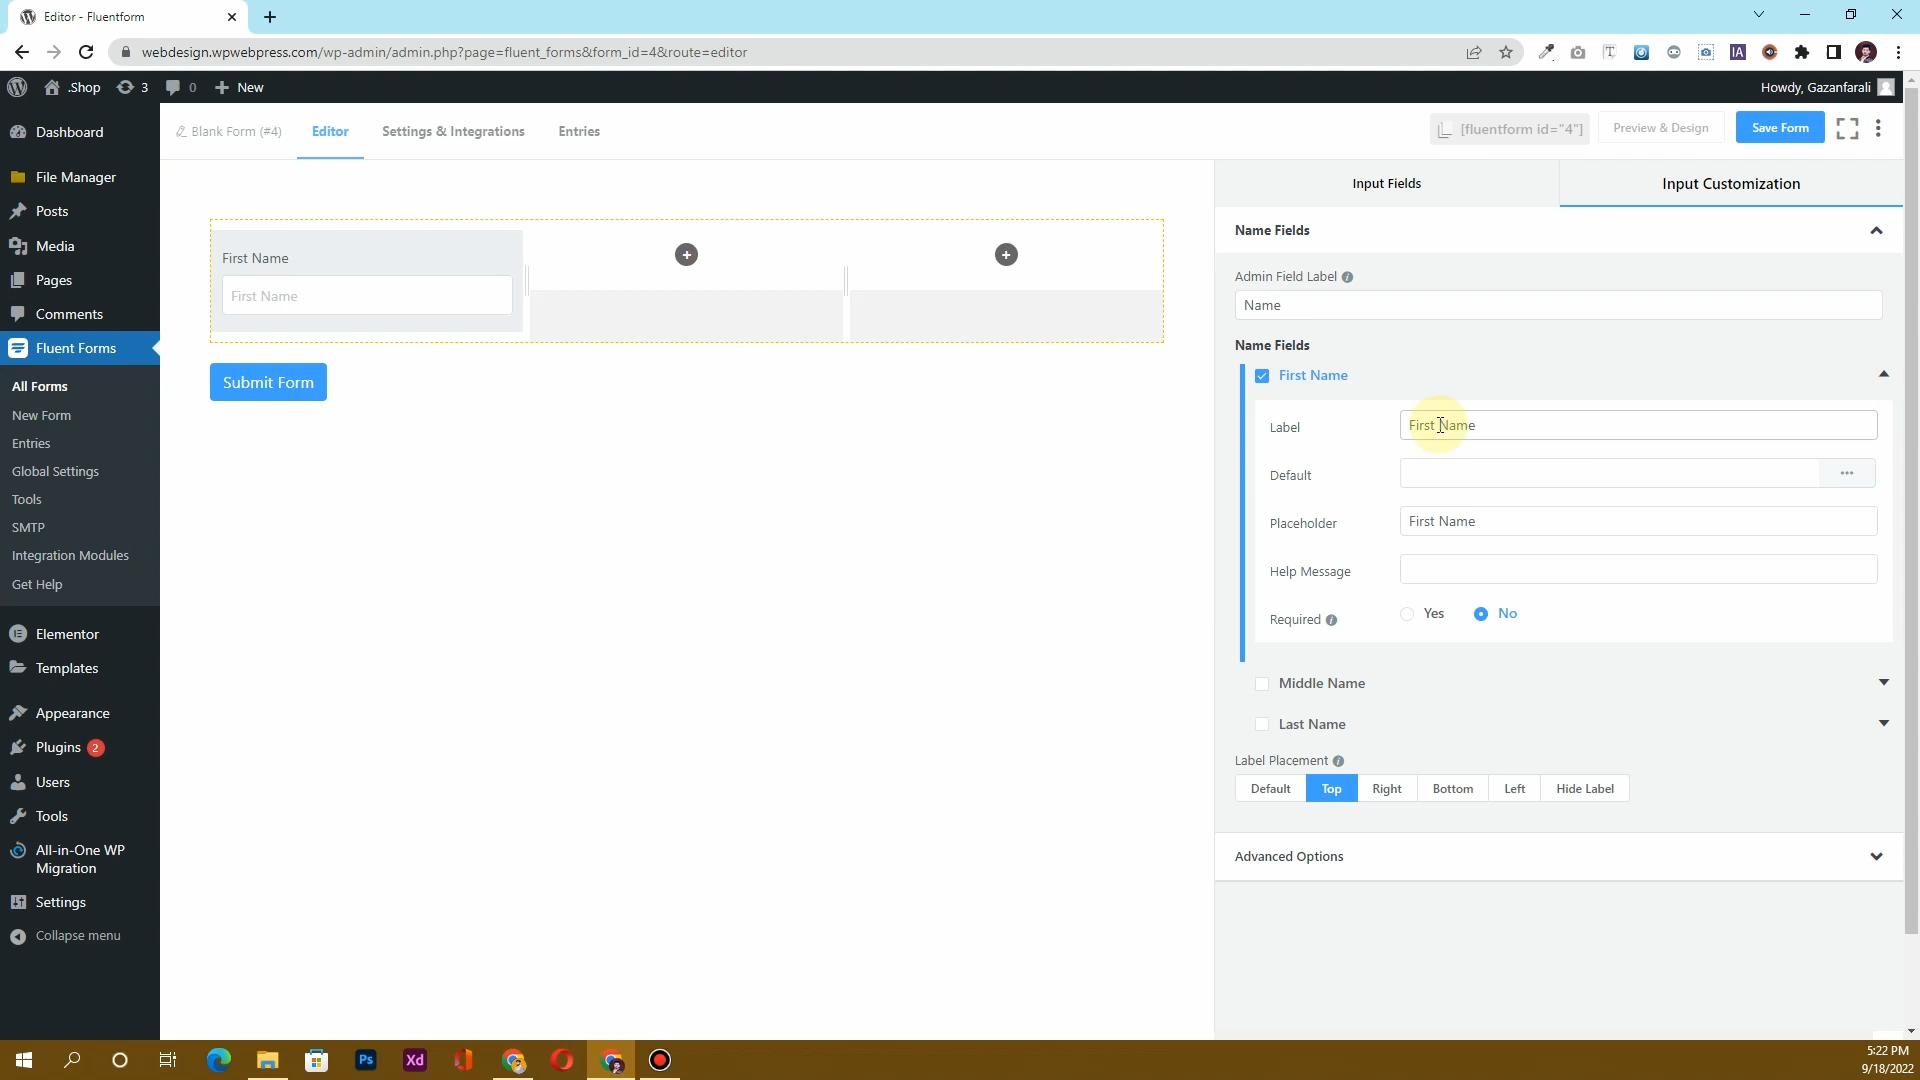 Editor - Fluentform
webdesign.wpwebpress.com/wp-admin/admin.php?page=fluent_forms&form_id=4&route=editor
.Shop
3
0
New
Howdy, Gazanfarali
Dashboard
File Manager
Posts
Media
Pages
Comments
Fluent Forms
All Forms
New Form
Entries
Global Settings
Tools
SMTP
Integration Modules
Get Help
Elementor
Templates
Appearance
Plugins 2
Users
Tools
All-in-One WP
Migration
Settings
Collapse menu
Blank Form (#4)
Editor
Settings & Integrations
Entries
[fluentform id="4"]
Preview & Design
Save Form
First Name
First Name
Submit Form
Input Fields
Input Customization
Name Fields
Admin Field Label
Name
Name Fields
First Name
Label
First Name
Default
Placeholder
First Name
Help Message
Required
Yes
No
Middle Name
Last Name
Label Placement
Default
Top
Right
Bottom
Left
Hide Label
Advanced Options
Ps
Xd
5:22 PM
9/18/2022